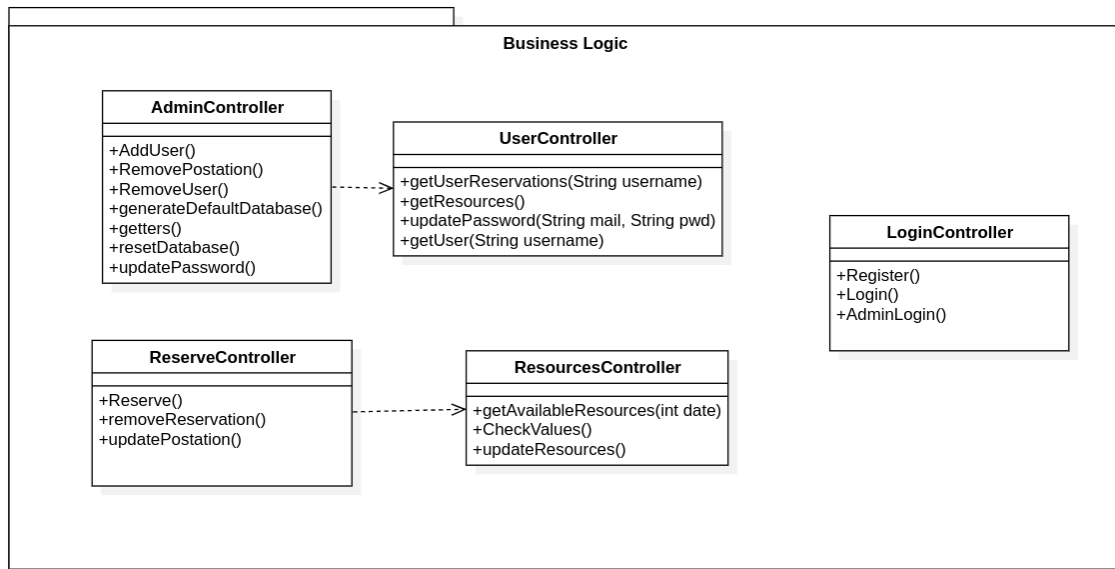 Business Logic
AdminController
+AddUser()
+RemovePostation()
+RemoveUser()
+generateDefaultDatabase()
+getters()
+resetDatabase()
+updatePassword()
UserController
+getUserReservations(String username)
+getResources()
+updatePassword(String mail, String pwd)
+getUser(String username)
LoginController
+Register()
+Login()
+AdminLogin()
ReserveController
+Reserve()
+removeReservation()
+updatePostation()
ResourcesController
+getAvailableResources(int date)
+CheckValues()
+updateResources()